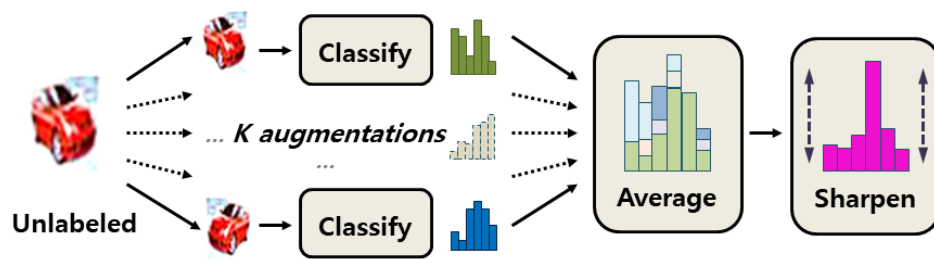 Classify
... K augmentations
...
Unlabeled
Classify
Average
Sharpen